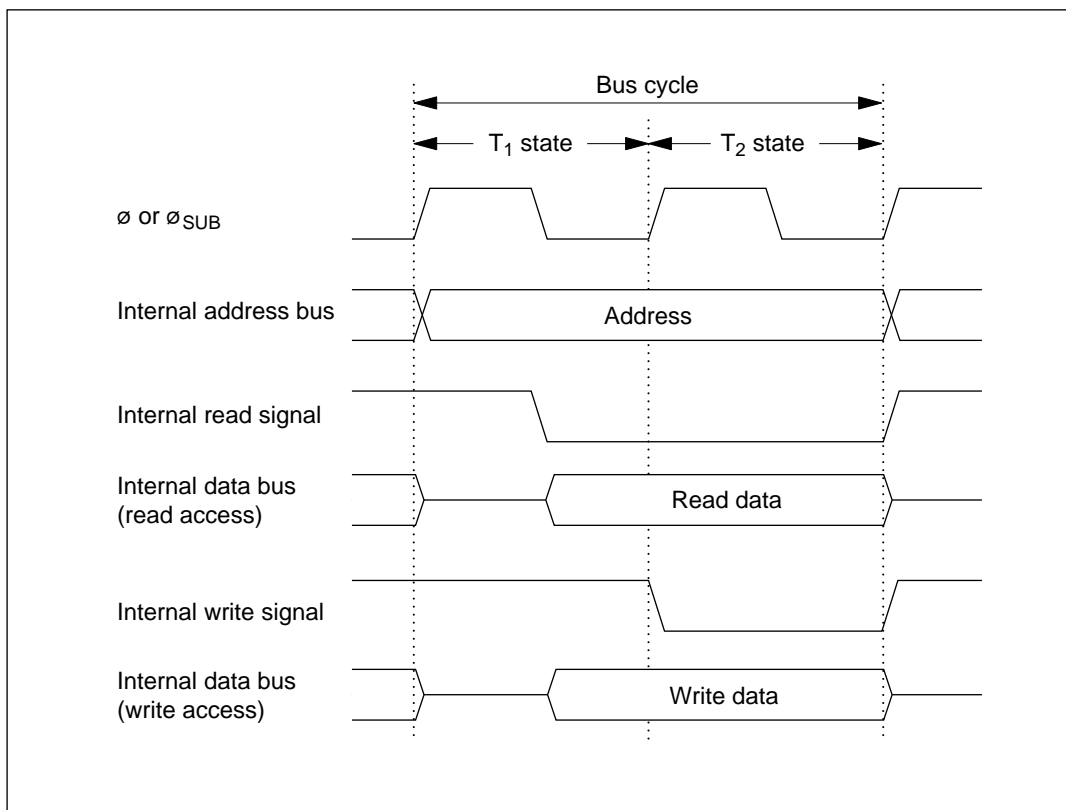 Bus cycle
T₁ state
T₂ state
ø or øSUB
Internal address bus
Address
Internal read signal
Internal data bus
(read access)
Read data
Internal write signal
Internal data bus
(write access)
Write data